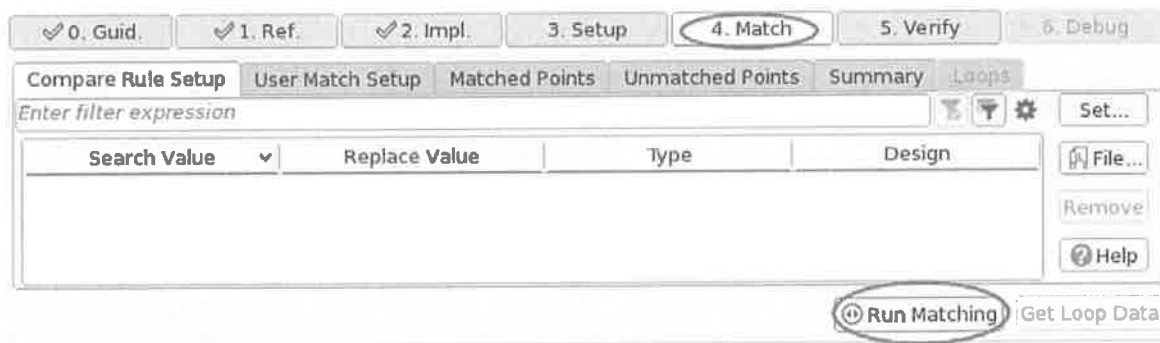 0. Guid. 1. Ref. 2. Impl. 3. Setup 4. Match 5. Verify 6. Debug
Compare Rule Setup User Match Setup Matched Points Unmatched Points Summary Loops
Enter filter expression Set...
Search Value Replace Value Type Design File...
Remove
Help
Run Matching Get Loop Data